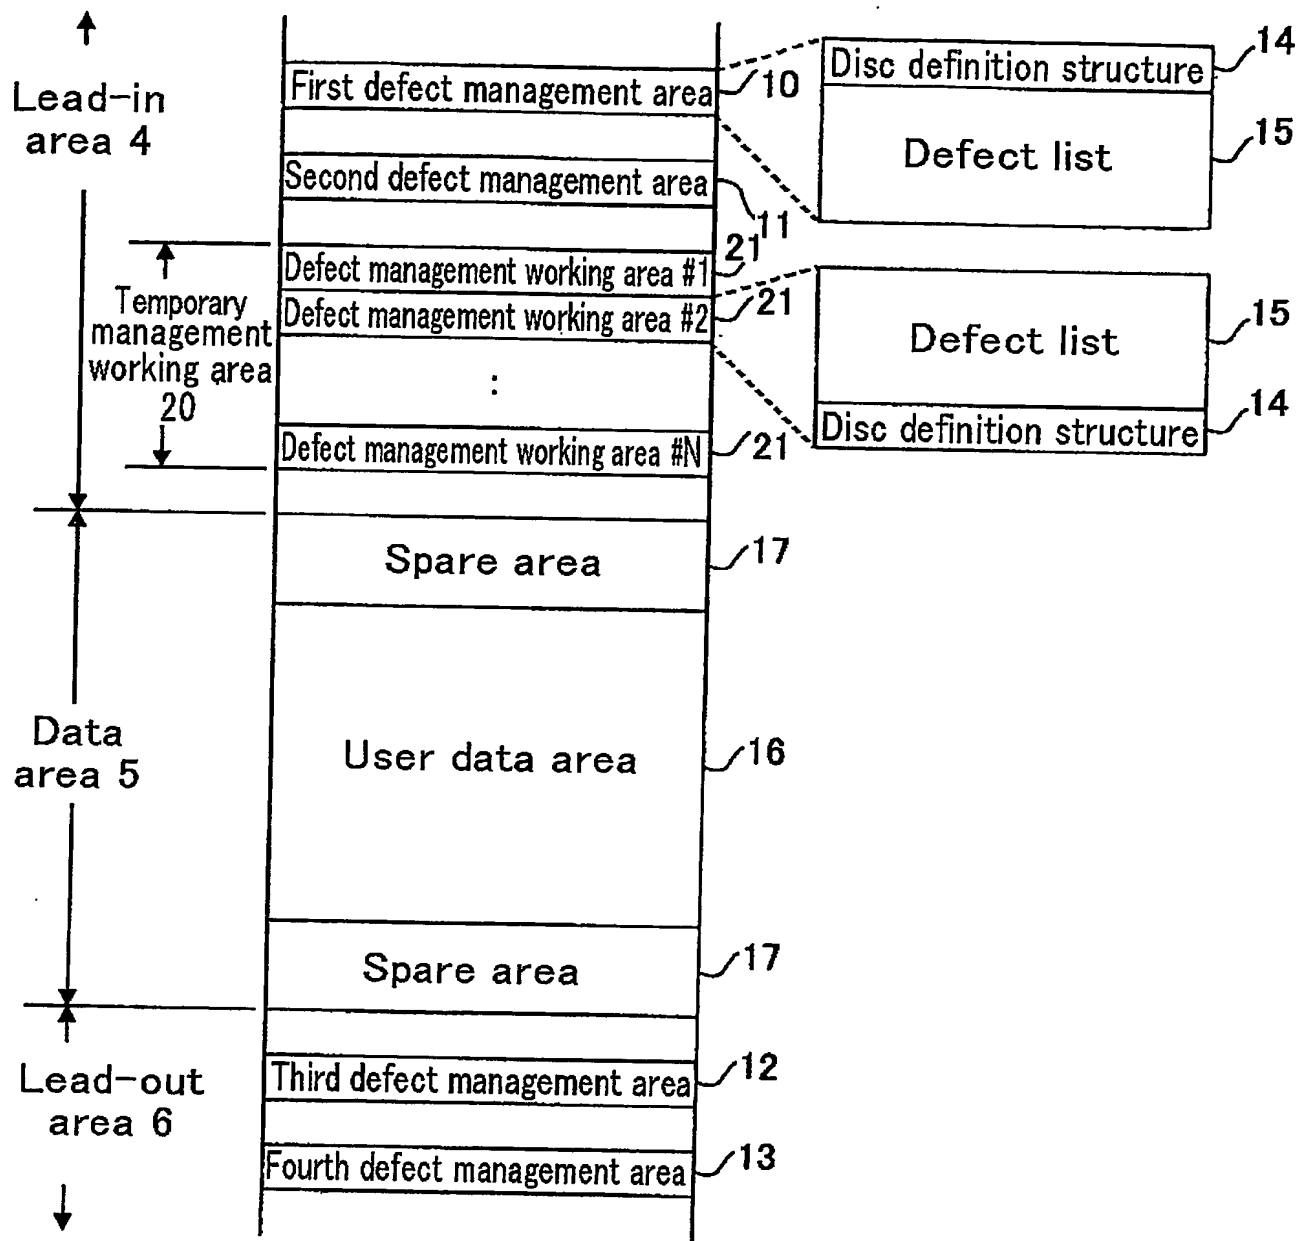 Lead-in
area 4
First defect management area
10
Disc definition structure
14
Defect list
15
Second defect management area
11
Temporary
management
working area
20
Defect management working area #1
21
Defect management working area #2
21
:
Defect management working area #N
21
Defect list
15
Disc definition structure
14
Data
area 5
Spare area
17
User data area
16
Spare area
17
Lead-out
area 6
Third defect management area
12
Fourth defect management area
13